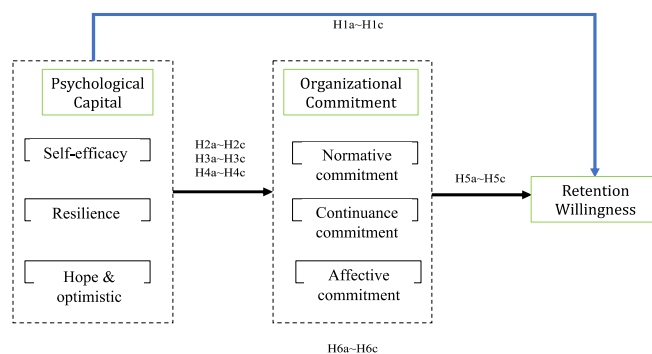 H1a~H1c
Psychological
Capital
Self-efficacy
Resilience
Hope &
optimistic
H2a~H2c
H3a~H3c
H4a~H4c
Organizational
Commitment
Normative
commitment
Continuance
commitment
Affective
commitment
H5a~H5c
Retention
Willingness
H6a~H6c